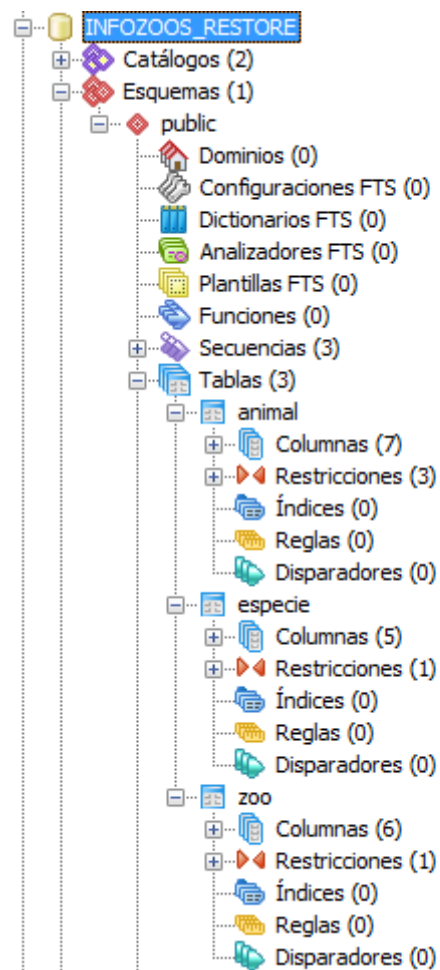 INFOZOOS_RESTORE
Catálogos (2)
Esquemas (1)
public
Dominios (0)
Configuraciones FTS (0)
Dictionarios FTS (0)
Analizadores FTS (0)
Plantillas FTS (0)
Funciones (0)
Secuencias (3)
Tablas (3)
animal
Columnas (7)
Restricciones (3)
Índices (0)
Reglas (0)
Disparadores (0)
especie
Columnas (5)
Restricciones (1)
Índices (0)
Reglas (0)
Disparadores (0)
zoo
Columnas (6)
Restricciones (1)
Índices (0)
Reglas (0)
Disparadores (0)